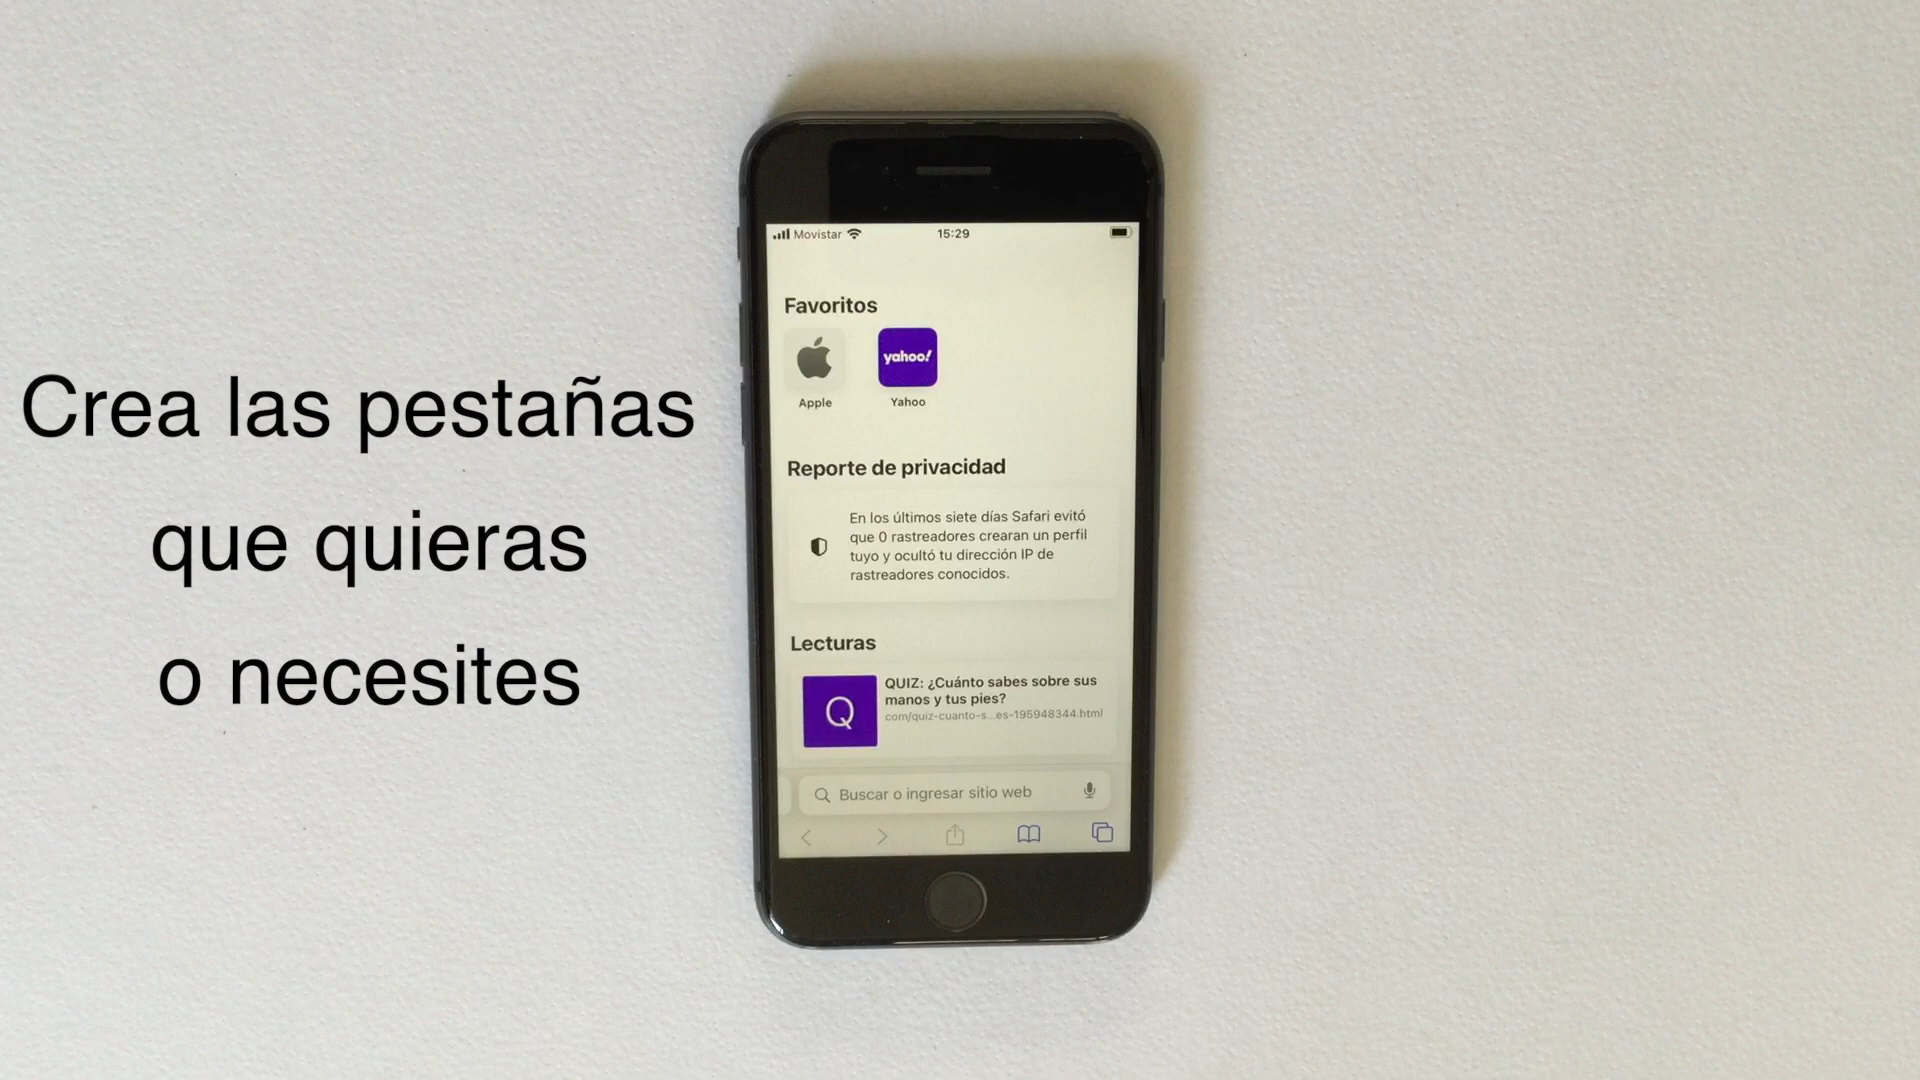 Crea las pestañas
que quieras
o necesites
Movistar
15:29
Favoritos
yahoo!
Apple
Yahoo
Reporte de privacidad
En los últimos siete días Safari evitó
que 0 rastreadores crearan un perfil
tuyo y ocultó tu dirección IP de
rastreadores conocidos.
Lecturas
Q
QUIZ: ¿Cuánto sabes sobre sus
manos y tus pies?
com/quiz-cuanto-s...es-195948344.html
Buscar o ingresar sitio web